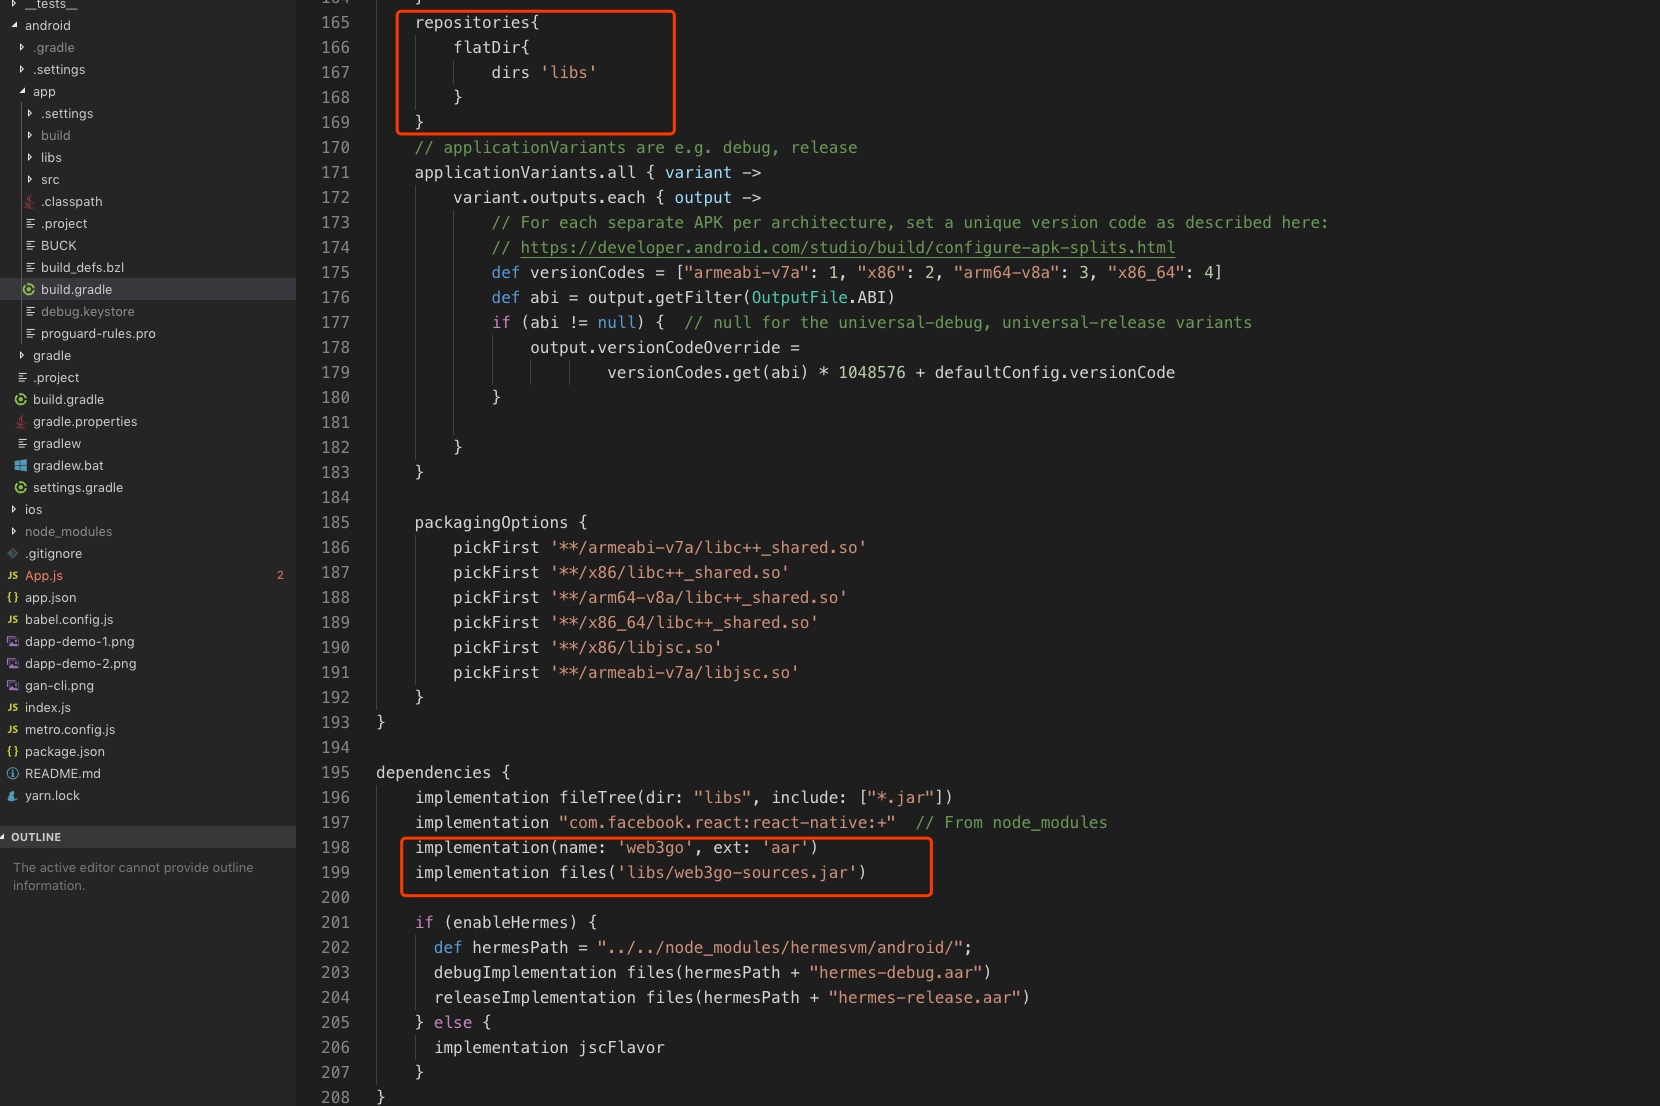 __tests__
android
.gradle
.settings
app
.settings
build
libs
src
.classpath
.project
BUCK
build_defs.bzl
build.gradle
debug.keystore
proguard-rules.pro
gradle
.project
build.gradle
gradle.properties
gradlew
gradlew.bat
settings.gradle
ios
node_modules
.gitignore
App.js 2
app.json
babel.config.js
dapp-demo-1.png
dapp-demo-2.png
gan-cli.png
index.js
metro.config.js
package.json
README.md
yarn.lock
OUTLINE
The active editor cannot provide outline
information.
164 }
165 repositories{
166 flatDir{
167 dirs 'libs'
168 }
169 }
170 // applicationVariants are e.g. debug, release
171 applicationVariants.all { variant ->
172 variant.outputs.each { output ->
173 // For each separate APK per architecture, set a unique version code as described here:
174 // https://developer.android.com/studio/build/configure-apk-splits.html
175 def versionCodes = ["armeabi-v7a": 1, "x86": 2, "arm64-v8a": 3, "x86_64": 4]
176 def abi = output.getFilter(OutputFile.ABI)
177 if (abi != null) {  // null for the universal-debug, universal-release variants
178 output.versionCodeOverride =
179 versionCodes.get(abi) * 1048576 + defaultConfig.versionCode
180 }
181
182 }
183 }
184
185 packagingOptions {
186 pickFirst '**/armeabi-v7a/libc++_shared.so'
187 pickFirst '**/x86/libc++_shared.so'
188 pickFirst '**/arm64-v8a/libc++_shared.so'
189 pickFirst '**/x86_64/libc++_shared.so'
190 pickFirst '**/x86/libjsc.so'
191 pickFirst '**/armeabi-v7a/libjsc.so'
192 }
193 }
194
195 dependencies {
196 implementation fileTree(dir: "libs", include: ["*.jar"])
197 implementation "com.facebook.react:react-native:+"  // From node_modules
198 implementation(name: 'web3go', ext: 'aar')
199 implementation files('libs/web3go-sources.jar')
200
201 if (enableHermes) {
202 def hermesPath = "../../node_modules/hermesvm/android/";
203 debugImplementation files(hermesPath + "hermes-debug.aar")
204 releaseImplementation files(hermesPath + "hermes-release.aar")
205 } else {
206 implementation jscFlavor
207 }
208 }